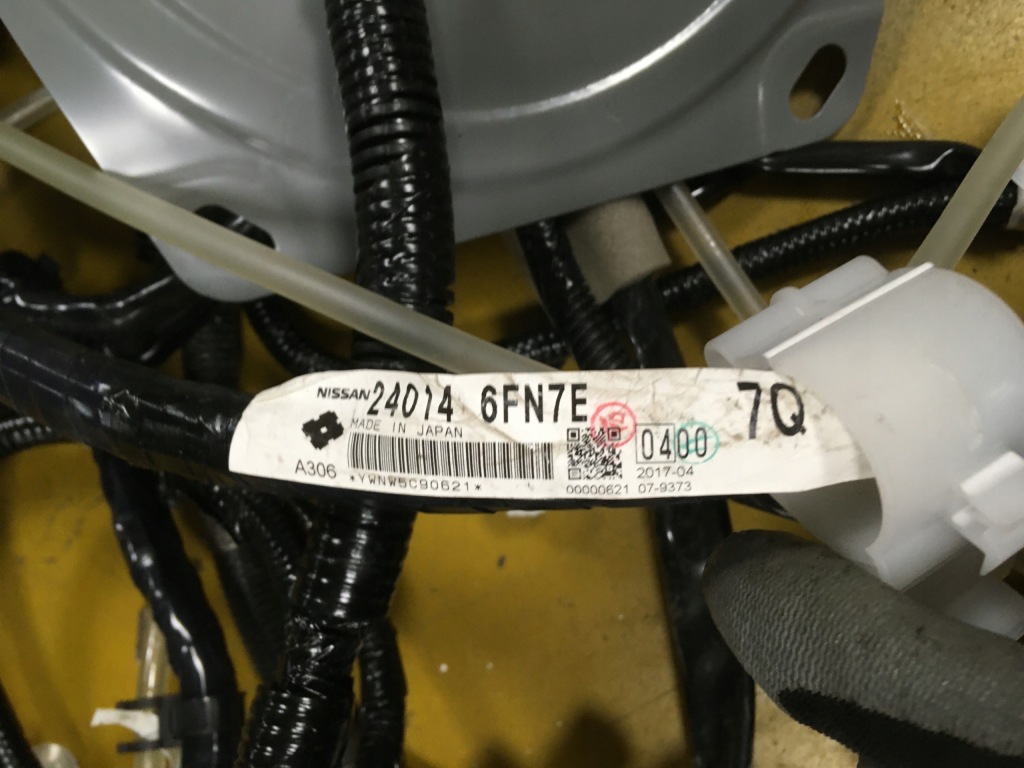 NISSAN 24014 6FN7E 7Q
MADE IN JAPAN
0400
A306
*YWNW5C90621*
2017-04
00000621 07-9373